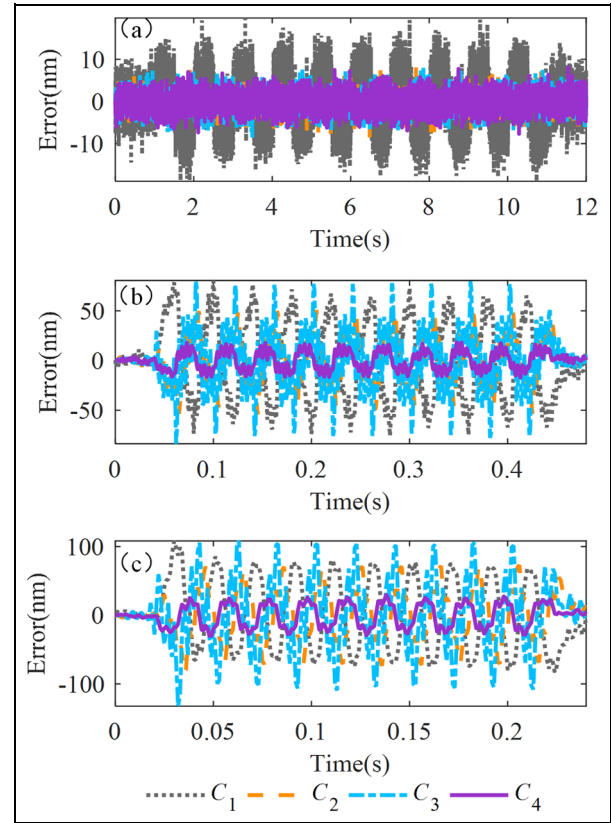 (a)
Error(nm)
10
0
-10
0 2 4 6 8 10 12
Time(s)
(b)
Error(nm)
50
0
-50
0 0.1 0.2 0.3 0.4
Time(s)
(c)
Error(nm)
100
0
-100
0 0.05 0.1 0.15 0.2
Time(s)
C₁ C₂ C₃ C₄